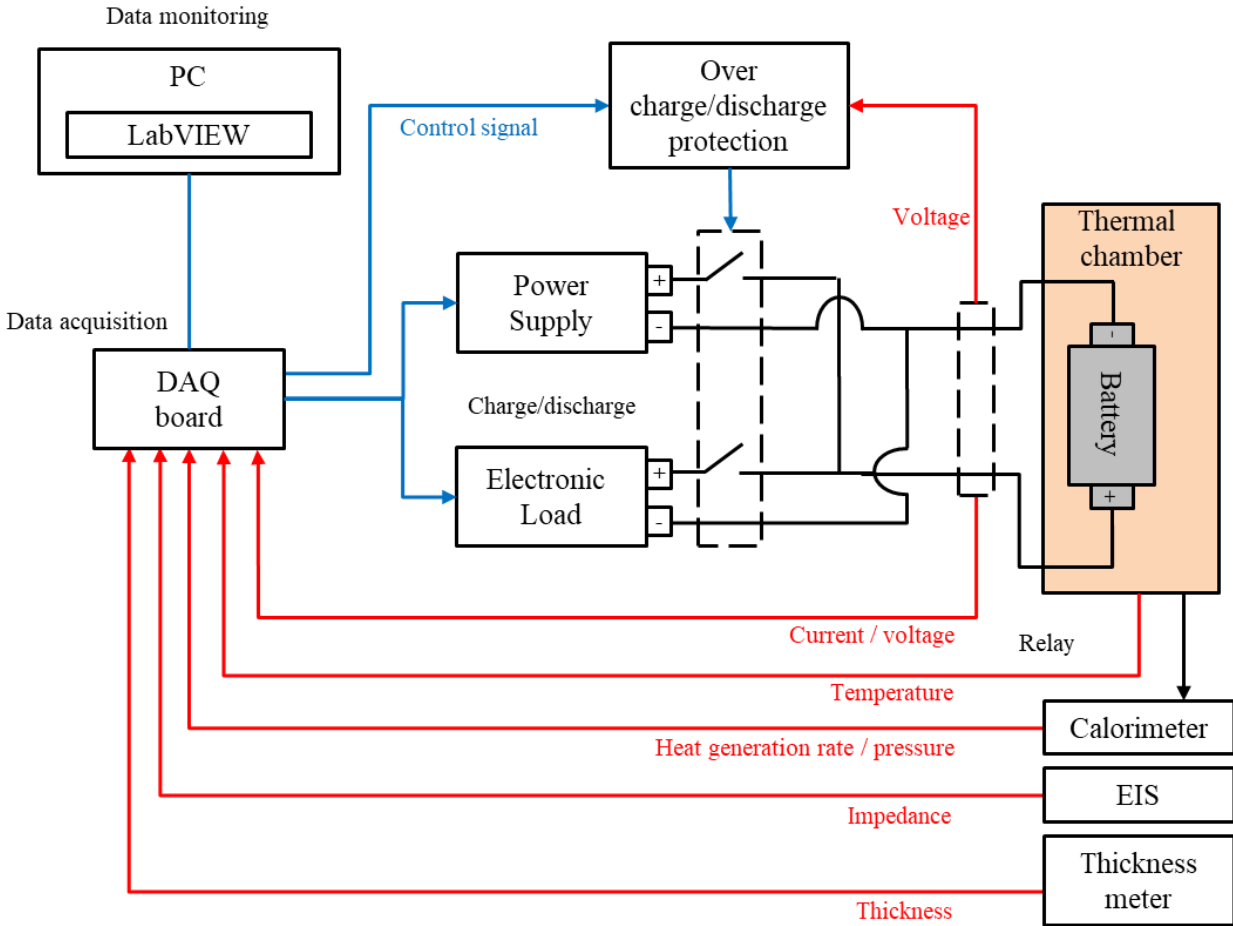 Data monitoring
PC
LabVIEW
Over
charge/discharge
protection
Control signal
Voltage
Thermal
chamber
Power
Supply
+
-
Data acquisition
DAQ
board
Charge/discharge
-
Battery
+
Electronic
Load
+
-
Current / voltage
Relay
Temperature
Calorimeter
Heat generation rate / pressure
EIS
Impedance
Thickness
meter
Thickness